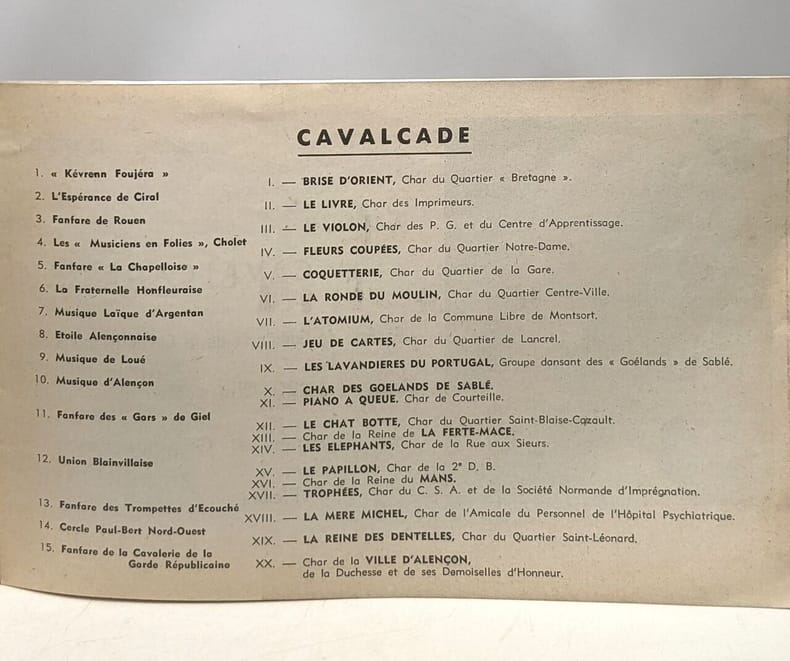 CAVALCADE
1. « Kévrenn Foujéra »
I. — BRISE D'ORIENT, Char du Quartier « Bretagne ».
2. L'Espérance de Ciral
II. — LE LIVRE, Char des Imprimeurs.
3. Fanfare de Rouen
III. — LE VIOLON, Char des P. G. et du Centre d'Apprentissage.
4. Les « Musiciens en Folies », Cholet
IV. — FLEURS COUPÉES, Char du Quartier Notre-Dame.
5. Fanfare « La Chapelloise »
V. — COQUETTERIE, Char du Quartier de la Gare.
6. La Fraternelle Honfleuraise
VI. — LA RONDE DU MOULIN, Char du Quartier Centre-Ville.
7. Musique Laïque d'Argentan
VII. — L'ATOMIUM, Char de la Commune Libre de Montsort.
8. Etoile Alençonnaise
VIII. — JEU DE CARTES, Char du Quartier de Lancrel.
9. Musique de Loué
IX. — LES LAVANDIERES DU PORTUGAL, Groupe dansant des « Goélands » de Sablé.
10. Musique d'Alençon
X. — CHAR DES GOELANDS DE SABLÉ.
XI. — PIANO A QUEUE. Char de Courteille.
11. Fanfare des « Gars » de Giel
XII. — LE CHAT BOTTE, Char du Quartier Saint-Blaise-Cazault.
XIII. — Char de la Reine de LA FERTE-MACE.
XIV. — LES ELEPHANTS, Char de la Rue aux Sieurs.
12. Union Blainvillaise
XV. — LE PAPILLON, Char de la 2e D. B.
XVI. — Char de la Reine du MANS.
XVII. — TROPHÉES, Char du C. S. A. et de la Société Normande d'Imprégnation.
13. Fanfare des Trompettes d'Ecouché
XVIII. — LA MERE MICHEL, Char de l'Amicale du Personnel de l'Hôpital Psychiatrique.
14. Cercle Paul-Bert Nord-Ouest
XIX. — LA REINE DES DENTELLES, Char du Quartier Saint-Léonard.
15. Fanfare de la Cavalerie de la
Garde Républicaine
XX. — Char de la VILLE D'ALENÇON,
de la Duchesse et de ses Demoiselles d'Honneur.